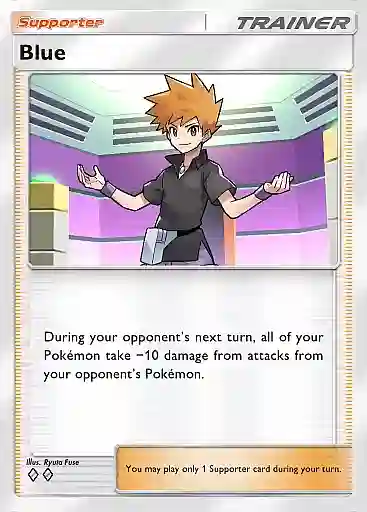 Supporter
TRAINER
Blue
During your opponent's next turn, all of your
Pokémon take −10 damage from attacks from
your opponent's Pokémon.
Illus. Ryuta Fuse
You may play only 1 Supporter card during your turn.